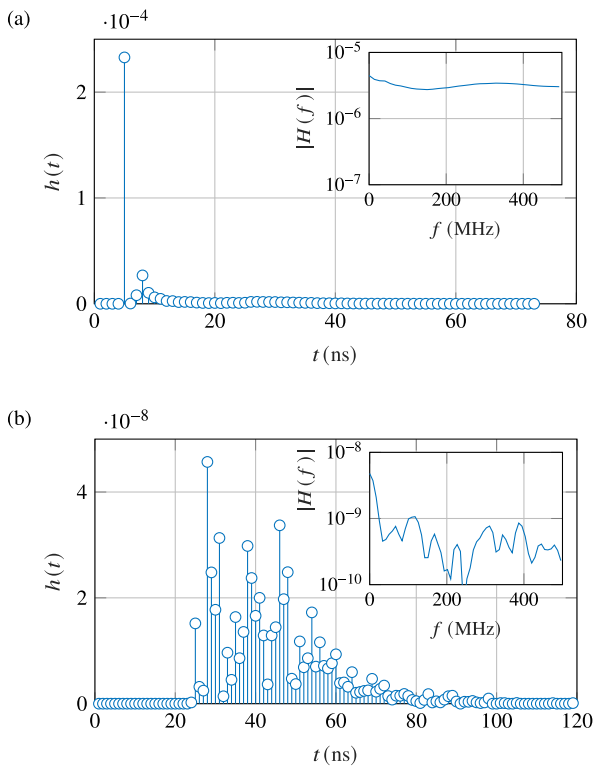 (a)
·10⁻⁴
2
1
0
h(t)
0 20 40 60 80
t (ns)
10⁻⁵
10⁻⁶
10⁻⁷
|H(f)|
0 200 400
f (MHz)
(b)
·10⁻⁸
4
2
0
h(t)
0 20 40 60 80 100 120
t (ns)
10⁻⁸
10⁻⁹
10⁻¹⁰
|H(f)|
0 200 400
f (MHz)